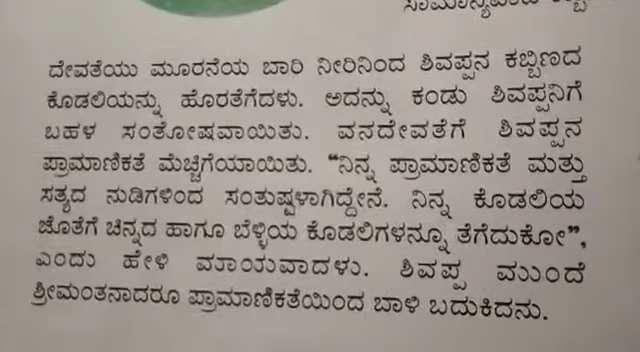 ಸಾಮಾನ್ಯವಾದ
ದೇವತೆಯು ಮೂರನೆಯ ಬಾರಿ ನೀರಿನಿಂದ ಶಿವಪ್ಪನ ಕಬ್ಬಿಣದ
ಕೊಡಲಿಯನ್ನು ಹೊರತೆಗೆದಳು. ಅದನ್ನು ಕಂಡು ಶಿವಪ್ಪನಿಗೆ
ಬಹಳ ಸಂತೋಷವಾಯಿತು. ವನದೇವತೆಗೆ ಶಿವಪ್ಪನ
ಪ್ರಾಮಾಣಿಕತೆ ಮೆಚ್ಚಿಗೆಯಾಯಿತು. “ನಿನ್ನ ಪ್ರಾಮಾಣಿಕತೆ ಮತ್ತು
ಸತ್ಯದ ನುಡಿಗಳಿಂದ ಸಂತುಷ್ಟಳಾಗಿದ್ದೇನೆ. ನಿನ್ನ ಕೊಡಲಿಯ
ಜೊತೆಗೆ ಚಿನ್ನದ ಹಾಗೂ ಬೆಳ್ಳಿಯ ಕೊಡಲಿಗಳನ್ನೂ ತೆಗೆದುಕೋ”,
ಎಂದು ಹೇಳಿ ಮಾಯವಾದಳು. ಶಿವಪ್ಪ ಮುಂದೆ
ಶ್ರೀಮಂತನಾದರೂ ಪ್ರಾಮಾಣಿಕತೆಯಿಂದ ಬಾಳಿ ಬದುಕಿದನು.